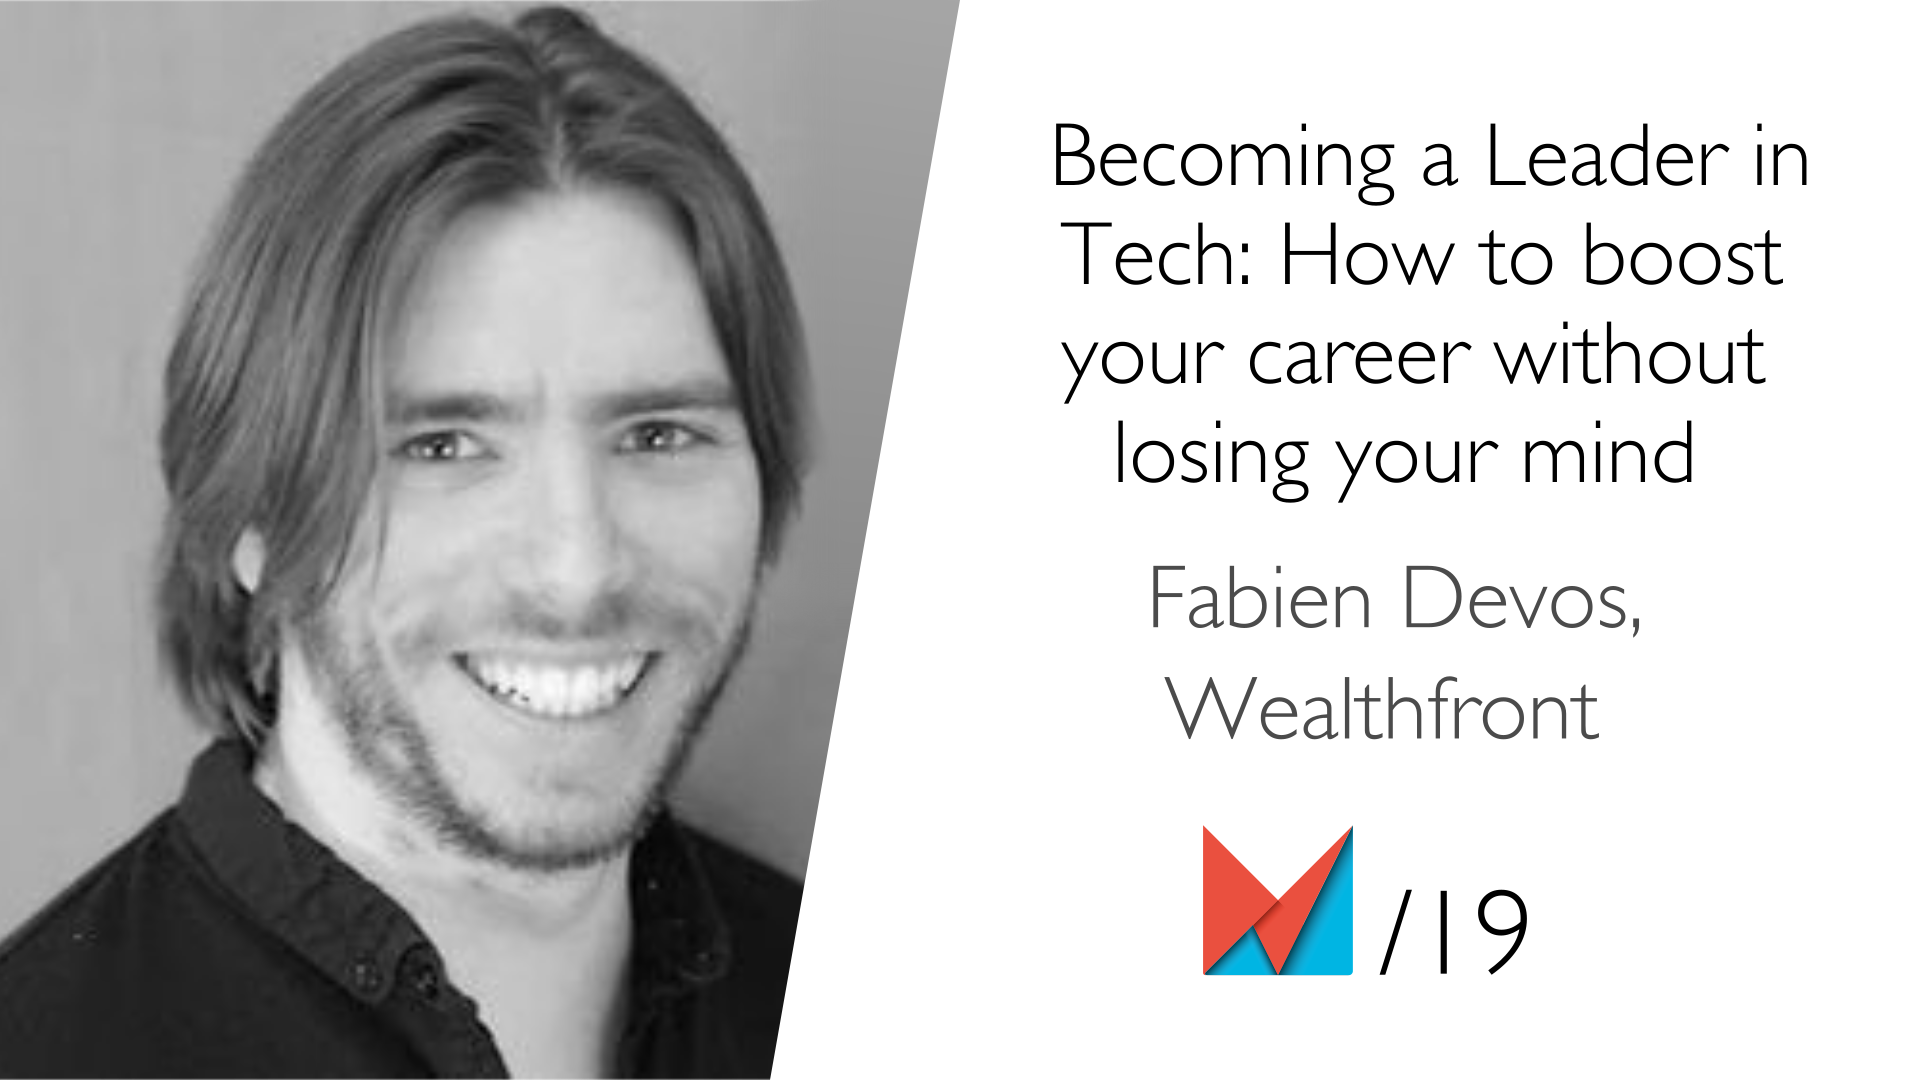 Becoming a Leader in
Tech: How to boost
your career without
losing your mind
Fabien Devos,
Wealthfront
/19